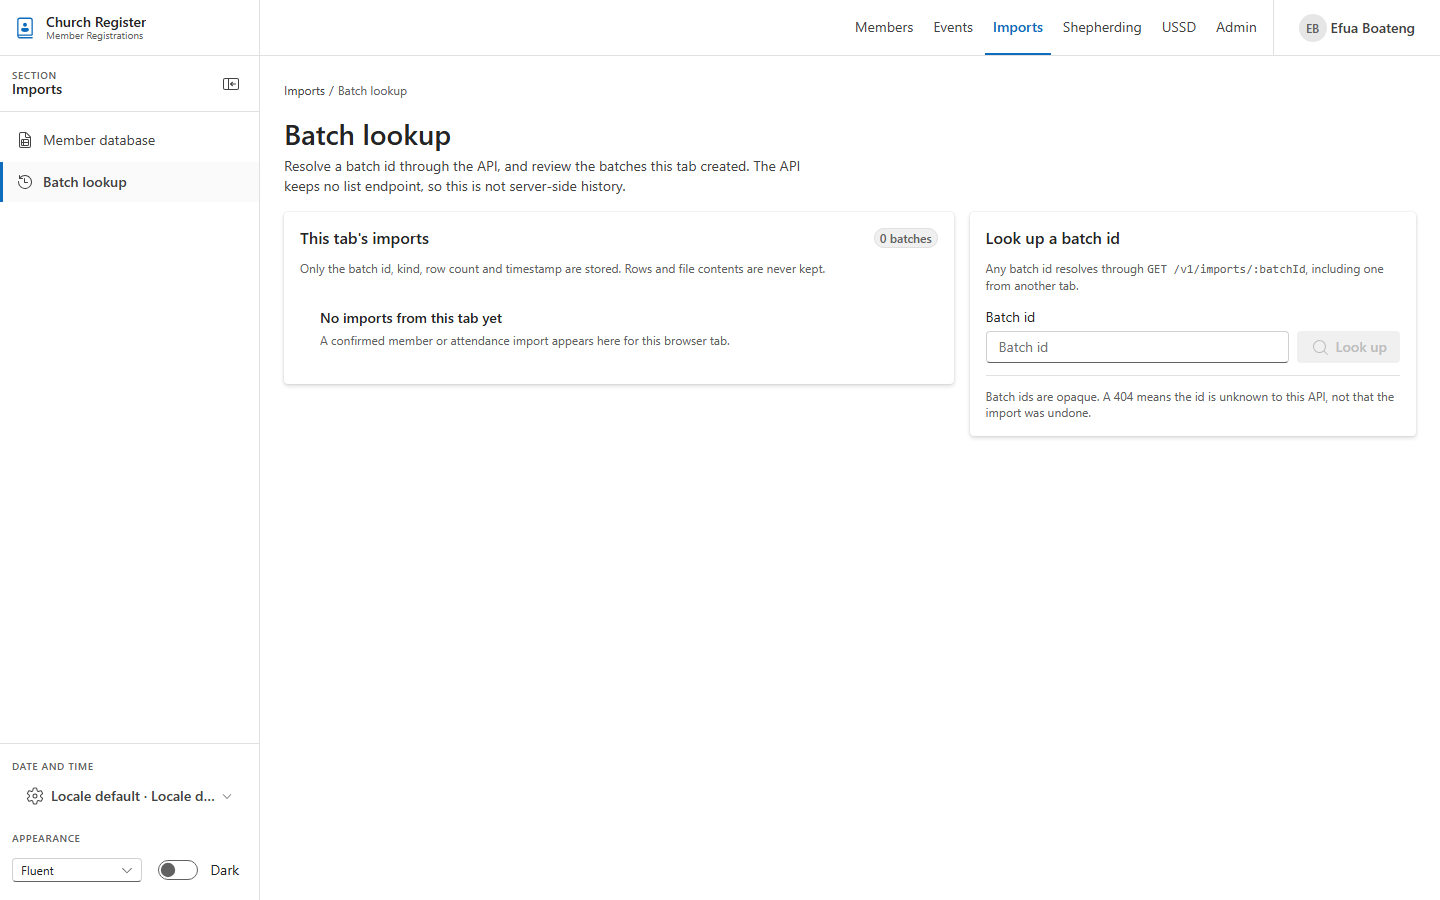 Church Register
Member Registrations
Members
Events
Imports
Shepherding
USSD
Admin
EB
Efua Boateng
SECTION
Imports
Member database
Batch lookup
Imports / Batch lookup
Batch lookup
Resolve a batch id through the API, and review the batches this tab created. The API
keeps no list endpoint, so this is not server-side history.
This tab's imports
0 batches
Only the batch id, kind, row count and timestamp are stored. Rows and file contents are never kept.
No imports from this tab yet
A confirmed member or attendance import appears here for this browser tab.
Look up a batch id
Any batch id resolves through GET /v1/imports/:batchId, including one
from another tab.
Batch id
Batch id
Look up
Batch ids are opaque. A 404 means the id is unknown to this API, not that the
import was undone.
DATE AND TIME
Locale default · Locale d...
APPEARANCE
Fluent
Dark